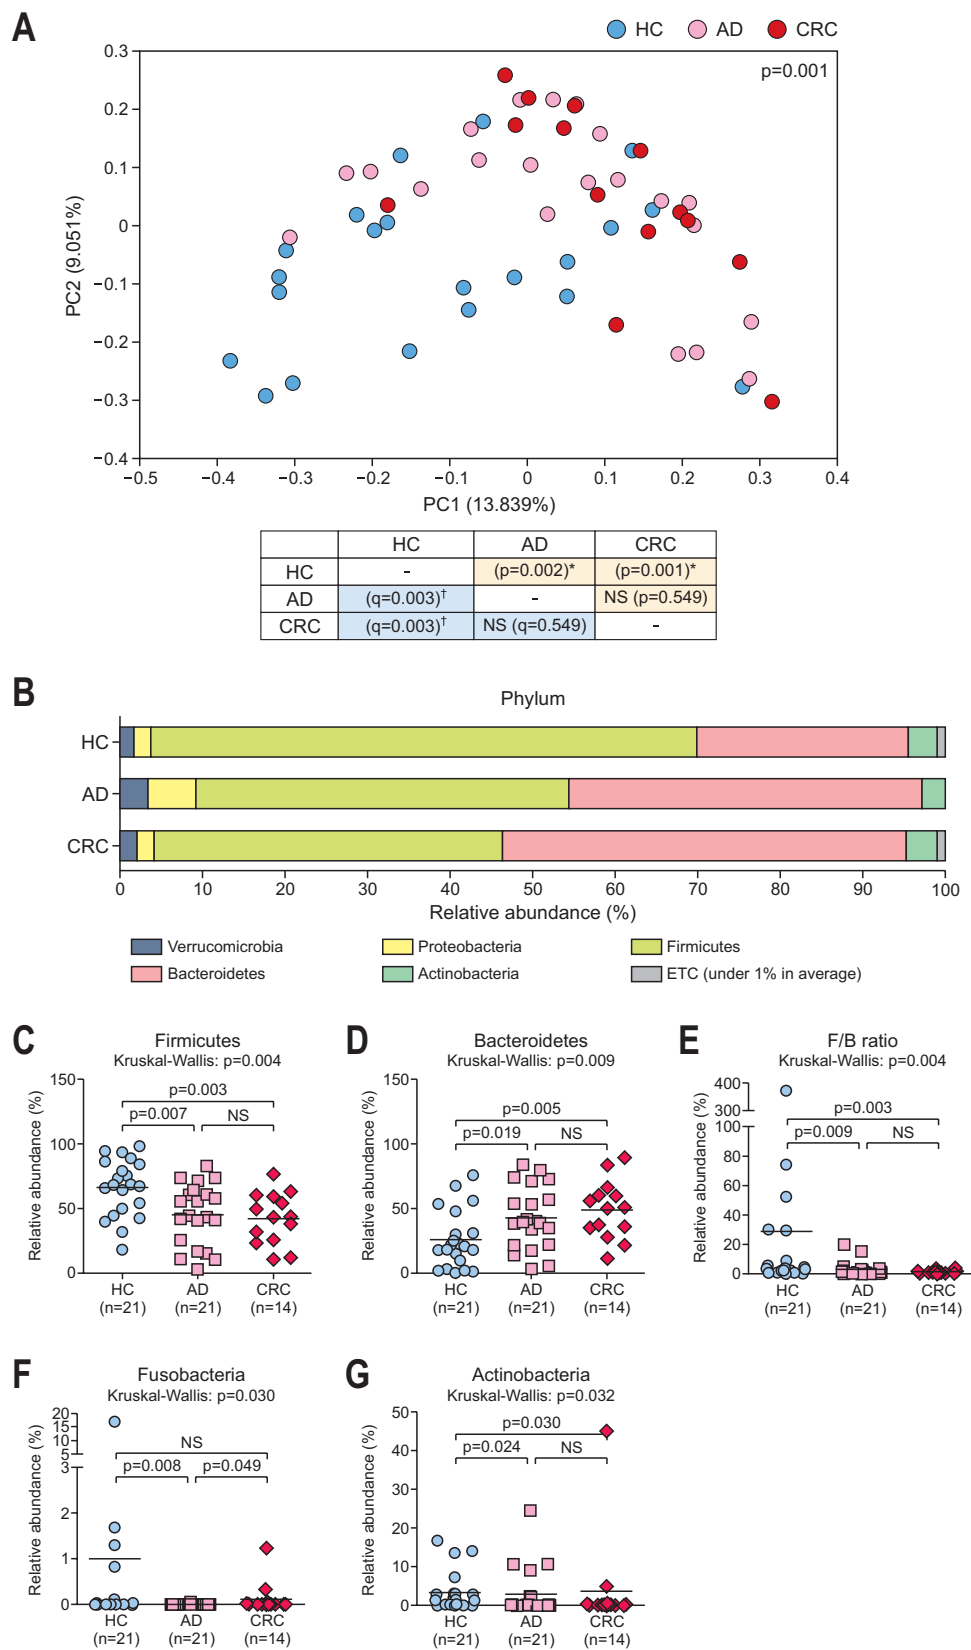 A
HC AD CRC
p=0.001
0.3
0.2
0.1
0
−0.1
−0.2
−0.3
−0.4
PC2 (9.051%)
−0.5 −0.4 −0.3 −0.2 −0.1 0 0.1 0.2 0.3 0.4
PC1 (13.839%)
HC AD CRC
HC - (p=0.002)* (p=0.001)*
AD (q=0.003)† - NS (p=0.549)
CRC (q=0.003)† NS (q=0.549) -
B
Phylum
HC
AD
CRC
0 10 20 30 40 50 60 70 80 90 100
Relative abundance (%)
Verrucomicrobia Proteobacteria Firmicutes
Bacteroidetes Actinobacteria ETC (under 1% in average)
C
Firmicutes
Kruskal-Wallis: p=0.004
150
100
50
0
Relative abundance (%)
p=0.003
p=0.007 NS
HC AD CRC
(n=21) (n=21) (n=14)
D
Bacteroidetes
Kruskal-Wallis: p=0.009
150
100
50
0
Relative abundance (%)
p=0.005
p=0.019 NS
HC AD CRC
(n=21) (n=21) (n=14)
E
F/B ratio
Kruskal-Wallis: p=0.004
400
300
100
80
60
40
20
0
Relative abundance (%)
p=0.003
p=0.009 NS
HC AD CRC
(n=21) (n=21) (n=14)
F
Fusobacteria
Kruskal-Wallis: p=0.030
20
15
10
5
3
2
1
0
Relative abundance (%)
NS
p=0.008 p=0.049
HC AD CRC
(n=21) (n=21) (n=14)
G
Actinobacteria
Kruskal-Wallis: p=0.032
50
40
30
20
10
0
Relative abundance (%)
p=0.030
p=0.024 NS
HC AD CRC
(n=21) (n=21) (n=14)